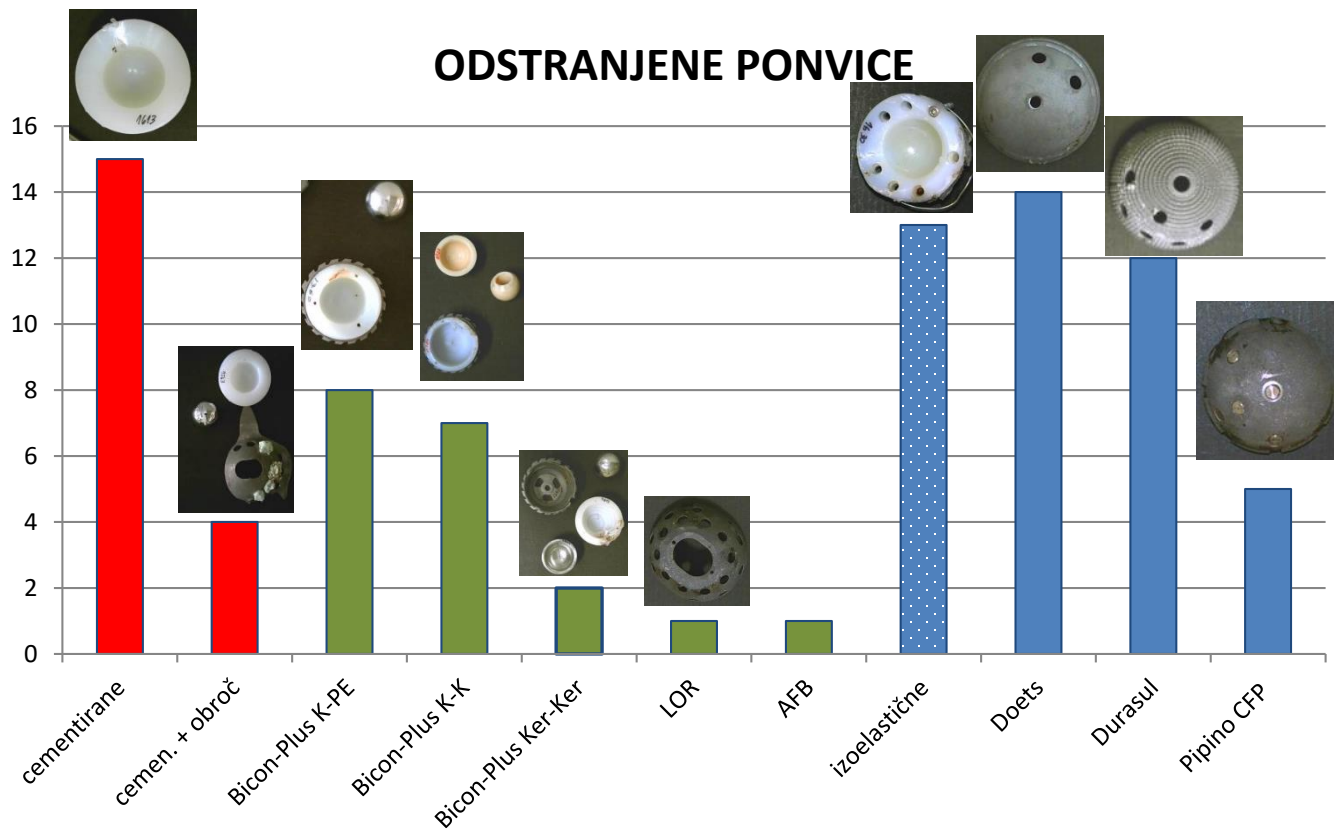 ODSTRANJENE PONVICE
16
14
12
10
8
6
4
2
0
cementirane
cemen. + obroč
Bicon-Plus K-PE
Bicon-Plus K-K
Bicon-Plus Ker-Ker
LOR
AFB
izoelastične
Doets
Durasul
Pipino CFP
1613